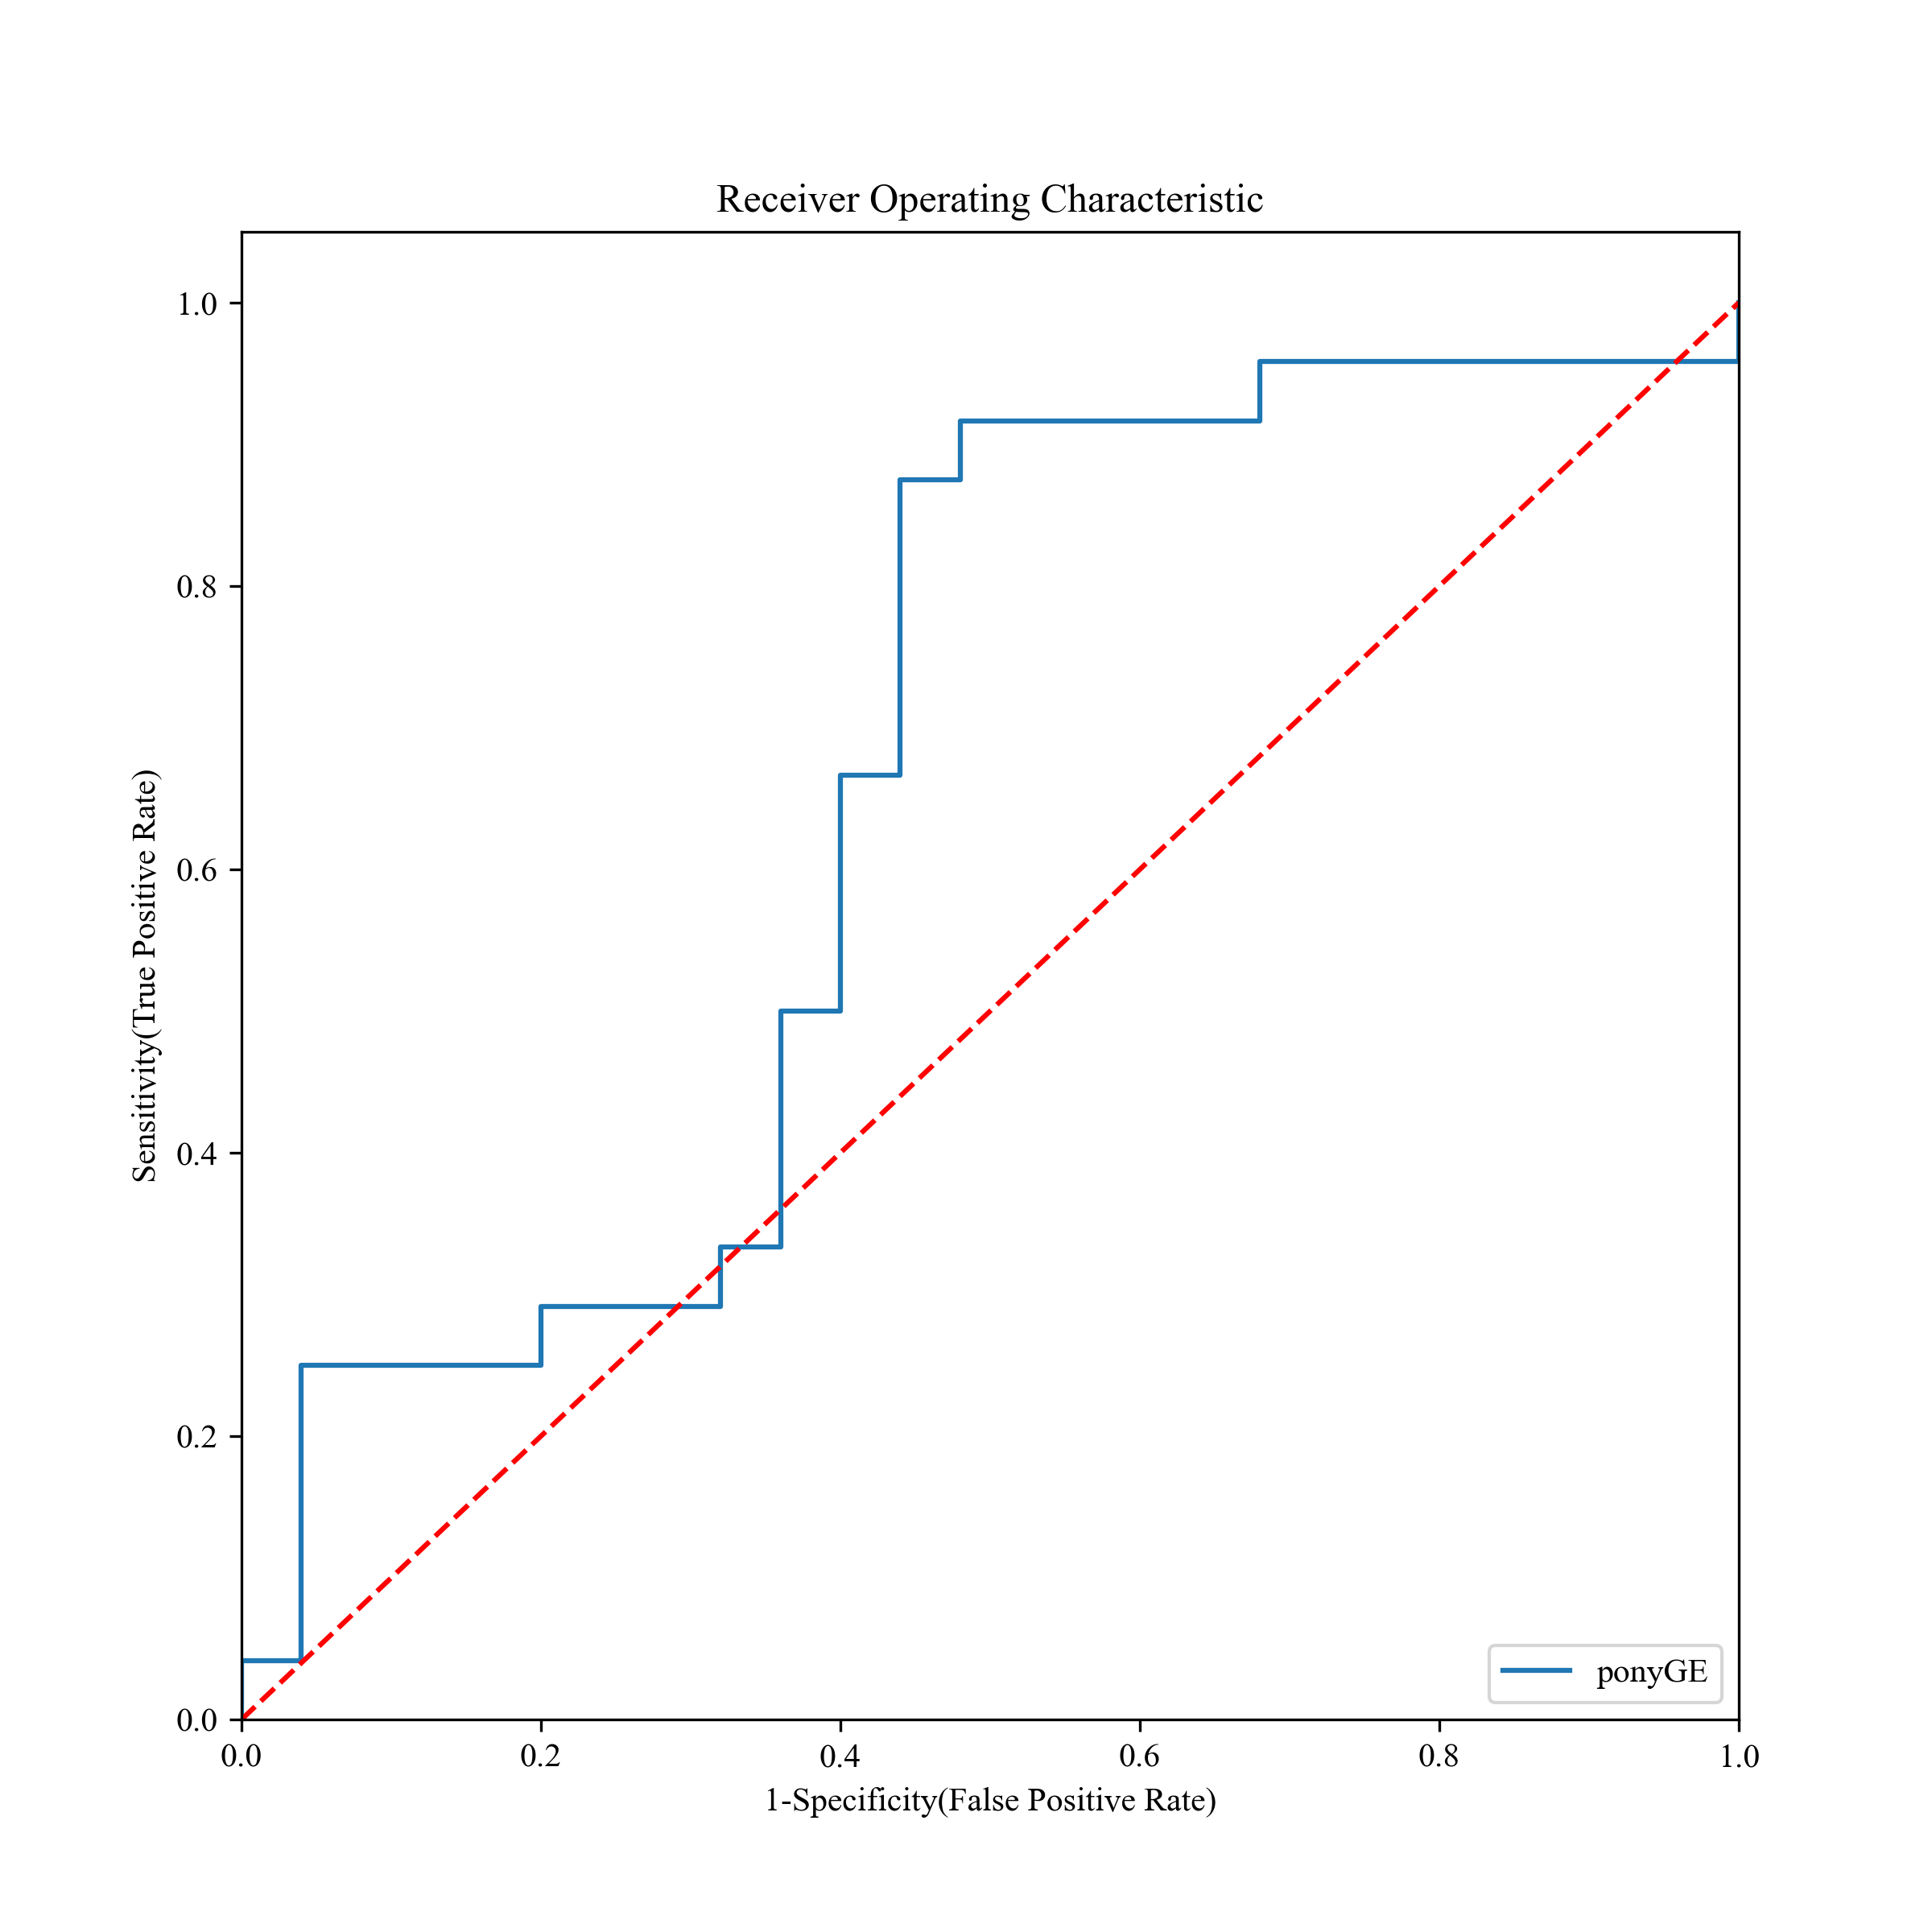 Receiver Operating Characteristic
1.0
0.8
0.6
0.4
0.2
0.0
Sensitivity(True Positive Rate)
ponyGE
0.0 0.2 0.4 0.6 0.8 1.0
1-Specificity(False Positive Rate)